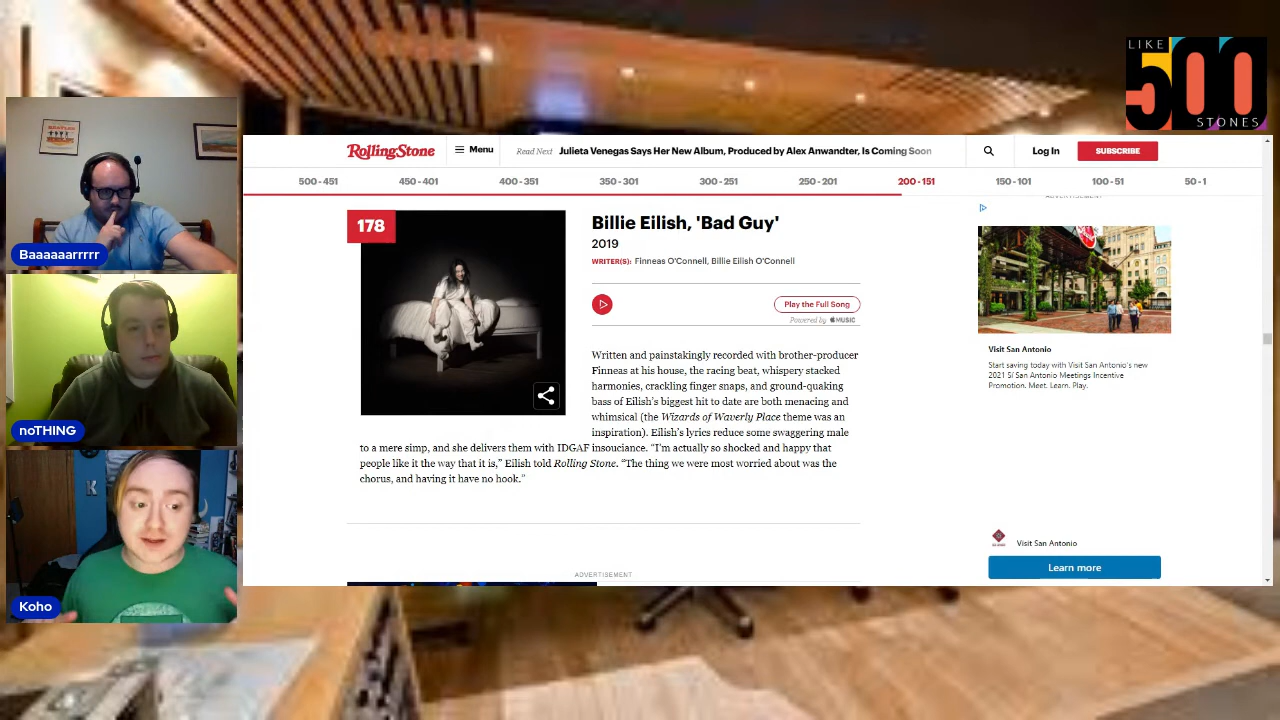 LIKE
500
STONES
Baaaaaarrrrr
noTHING
K
Koho
RollingStone
Menu
Read Next Julieta Venegas Says Her New Album, Produced by Alex Anwandter, Is Coming Soon
Log In
SUBSCRIBE
500 - 451
450 - 401
400 - 351
350 - 301
300 - 251
250 - 201
200 - 151
150 - 101
100 - 51
50 - 1
178
Billie Eilish, 'Bad Guy'
2019
WRITER(S): Finneas O'Connell, Billie Eilish O'Connell
Play the Full Song
Powered by MUSIC
Written and painstakingly recorded with brother-producer
Finneas at his house, the racing beat, whispery stacked
harmonies, crackling finger snaps, and ground-quaking
bass of Eilish's biggest hit to date are both menacing and
whimsical (the Wizards of Waverly Place theme was an
inspiration). Eilish's lyrics reduce some swaggering male
to a mere simp, and she delivers them with IDGAF insouciance. “I'm actually so shocked and happy that
people like it the way that it is,” Eilish told Rolling Stone. “The thing we were most worried about was the
chorus, and having it have no hook.”
ADVERTISEMENT
ADVERTISEMENT
Visit San Antonio
Start saving today with Visit San Antonio's new
2021 S/ San Antonio Meetings Incentive
Promotion. Meet. Learn. Play.
Visit San Antonio
Learn more